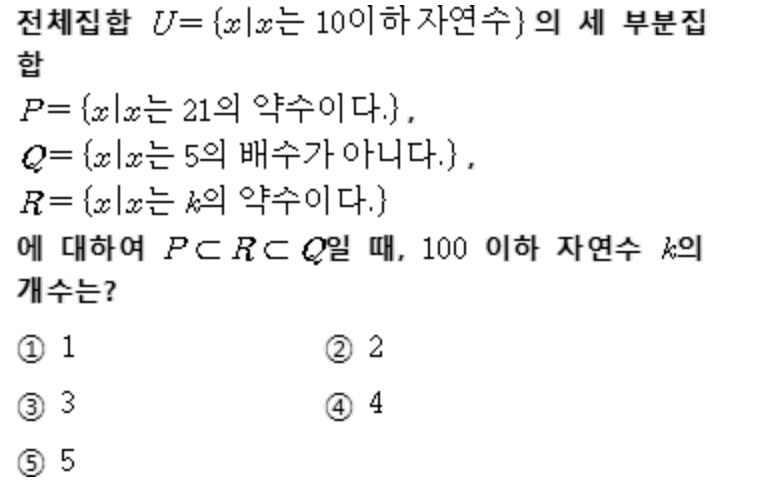 전체집합 U={x|x는 10이하 자연수}의 세 부분집
합
P={x|x는 21의 약수이다.},
Q={x|x는 5의 배수가 아니다.},
R={x|x는 k의 약수이다.}
에 대하여 P⊂R⊂Q일 때, 100 이하 자연수 k의
개수는?
① 1 ② 2
③ 3 ④ 4
⑤ 5